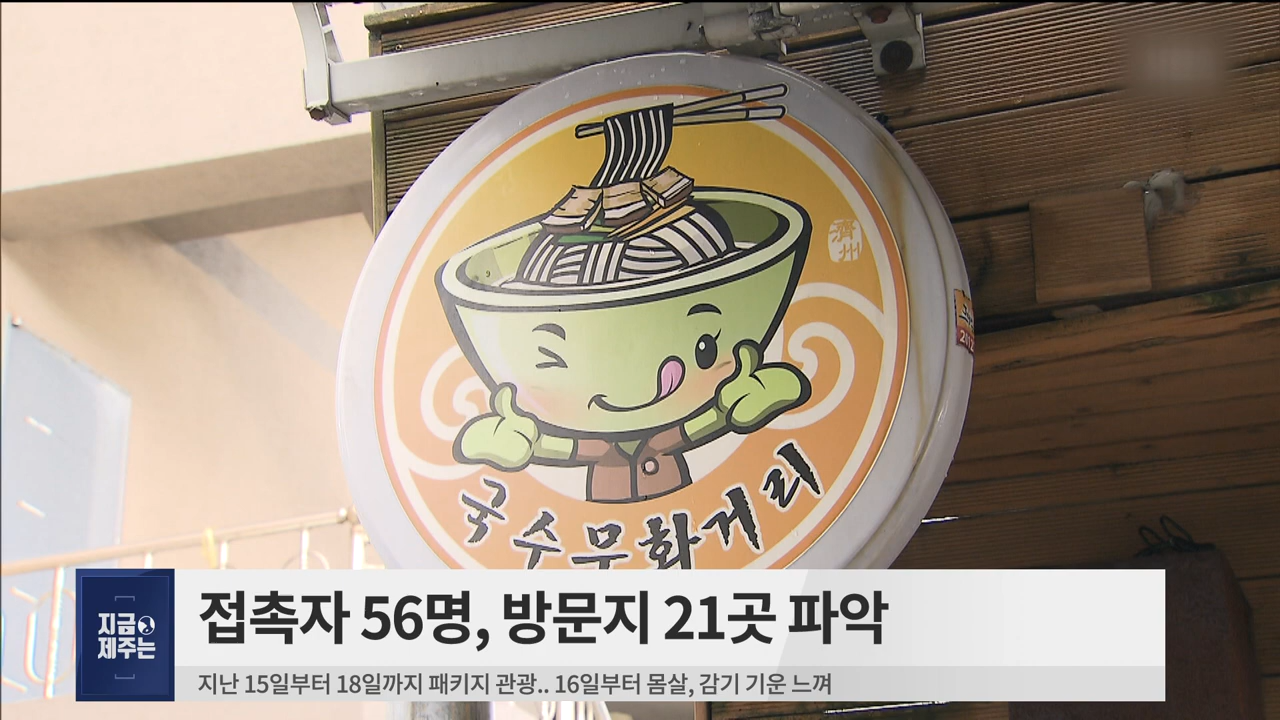 濟州
국수문화거리
지금
제주는
접촉자 56명, 방문지 21곳 파악
지난 15일부터 18일까지 패키지 관광.. 16일부터 몸살, 감기 기운 느껴